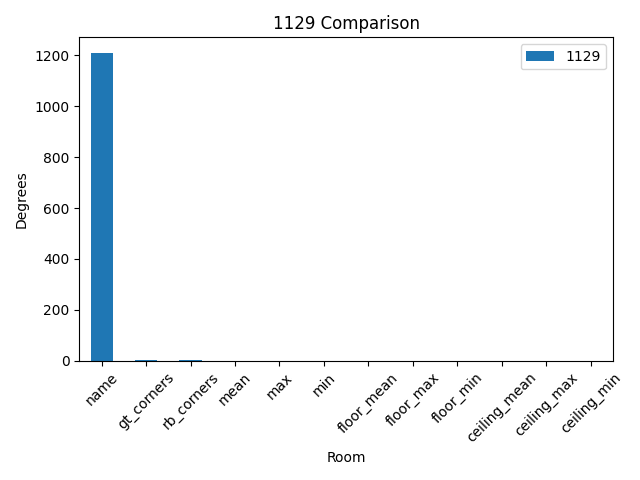 1129 Comparison
1129
Degrees
1200
1000
800
600
400
200
0
name
gt_corners
rb_corners
mean
max
min
floor_mean
floor_max
floor_min
ceiling_mean
ceiling_max
ceiling_min
Room